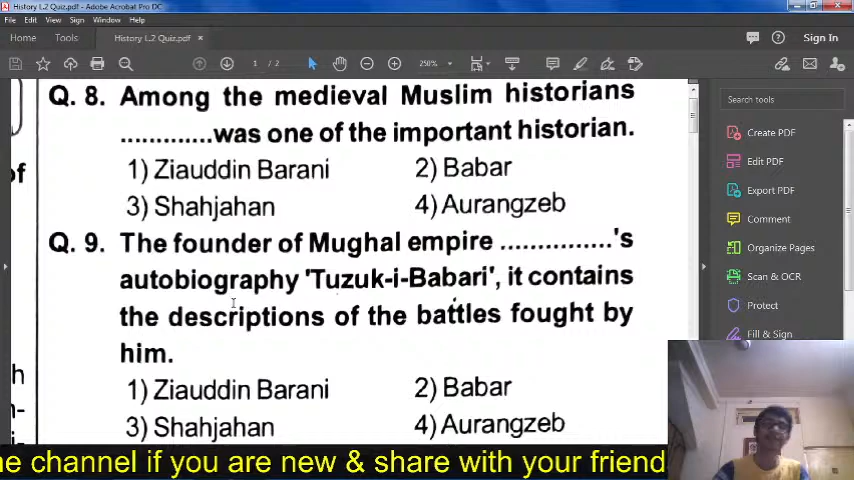 History L.2 Quiz.pdf - Adobe Acrobat Pro DC
File Edit View Sign Window Help
Home Tools History L.2 Quiz.pdf × Sign In
1 / 2 250%
Q. 8. Among the medieval Muslim historians
.............was one of the important historian.
1) Ziauddin Barani 2) Babar
3) Shahjahan 4) Aurangzeb
Q. 9. The founder of Mughal empire ...............'s
autobiography 'Tuzuk-i-Babari', it contains
the descriptions of the battles fought by
him.
1) Ziauddin Barani 2) Babar
3) Shahjahan 4) Aurangzeb
of
h
n-
Search tools
Create PDF
Edit PDF
Export PDF
Comment
Organize Pages
Scan & OCR
Protect
Fill & Sign
he channel if you are new & share with your friend